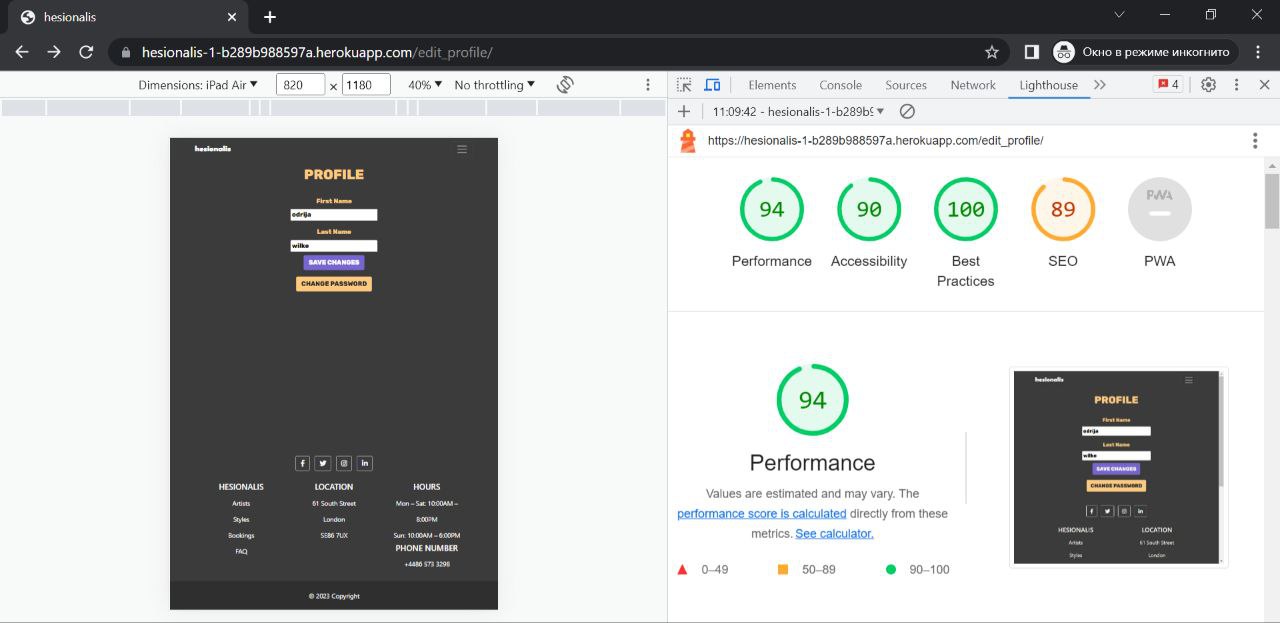 hesionalis
hesionalis-1-b289b988597a.herokuapp.com/edit_profile/
Окно в режиме инкогнито
Dimensions: iPad Air 820 × 1180 40% No throttling
hesionalis
PROFILE
First Name
odrija
Last Name
wilke
SAVE CHANGES
CHANGE PASSWORD
HESIONALIS
Artists
Styles
Bookings
FAQ
LOCATION
61 South Street
London
SE86 7UX
HOURS
Mon – Sat: 10:00AM –
8:00PM
Sun: 10:00AM – 6:00PM
PHONE NUMBER
+4486 573 3298
© 2023 Copyright
Elements Console Sources Network Lighthouse 4
11:09:42 - hesionalis-1-b289b9
https://hesionalis-1-b289b988597a.herokuapp.com/edit_profile/
94 90 100 89 PWA
Performance Accessibility Best Practices SEO PWA
94
Performance
Values are estimated and may vary. The
performance score is calculated directly from these
metrics. See calculator.
0–49 50–89 90–100
hesionalis
PROFILE
First Name
odrija
Last Name
wilke
SAVE CHANGES
CHANGE PASSWORD
HESIONALIS LOCATION
Artists 61 South Street
Styles London